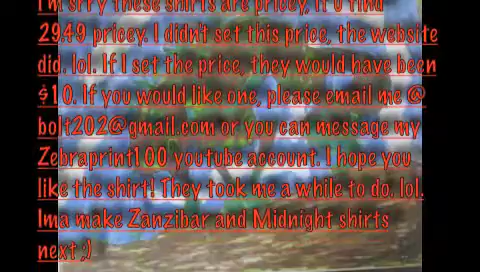 I'm srry these shirts are pricey, if u find
29.49 pricey. I didn't set this price, the website
did. lol. If I set the price, they would have been
$10. If you would like one, please email me @
bolt202@gmail.com or you can message my
Zebraprint100 youtube account. I hope you
like the shirt! They took me a while to do. lol.
Ima make Zanzibar and Midnight shirts
next ;)